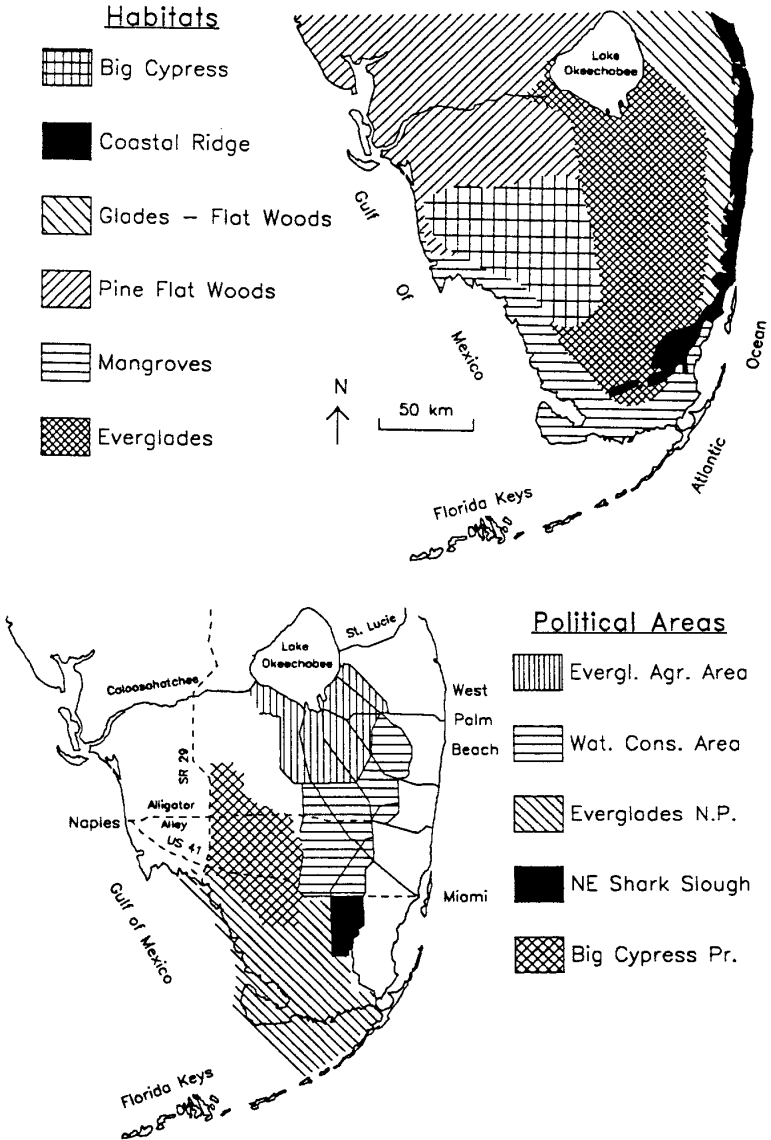 Habitats
Big Cypress
Coastal Ridge
Glades – Flat Woods
Pine Flat Woods
Mangroves
Everglades
Lake
Okeechobee
Gulf
Of
Mexico
N
50 km
Ocean
Atlantic
Florida Keys
Political Areas
Evergl. Agr. Area
Wat. Cons. Area
Everglades N.P.
NE Shark Slough
Big Cypress Pr.
Lake
Okeechobee
St. Lucie
Caloosahatchee
West
Palm
Beach
SR 29
Alligator
Alley
Naples
US 41
Miami
Gulf of Mexico
Florida Keys